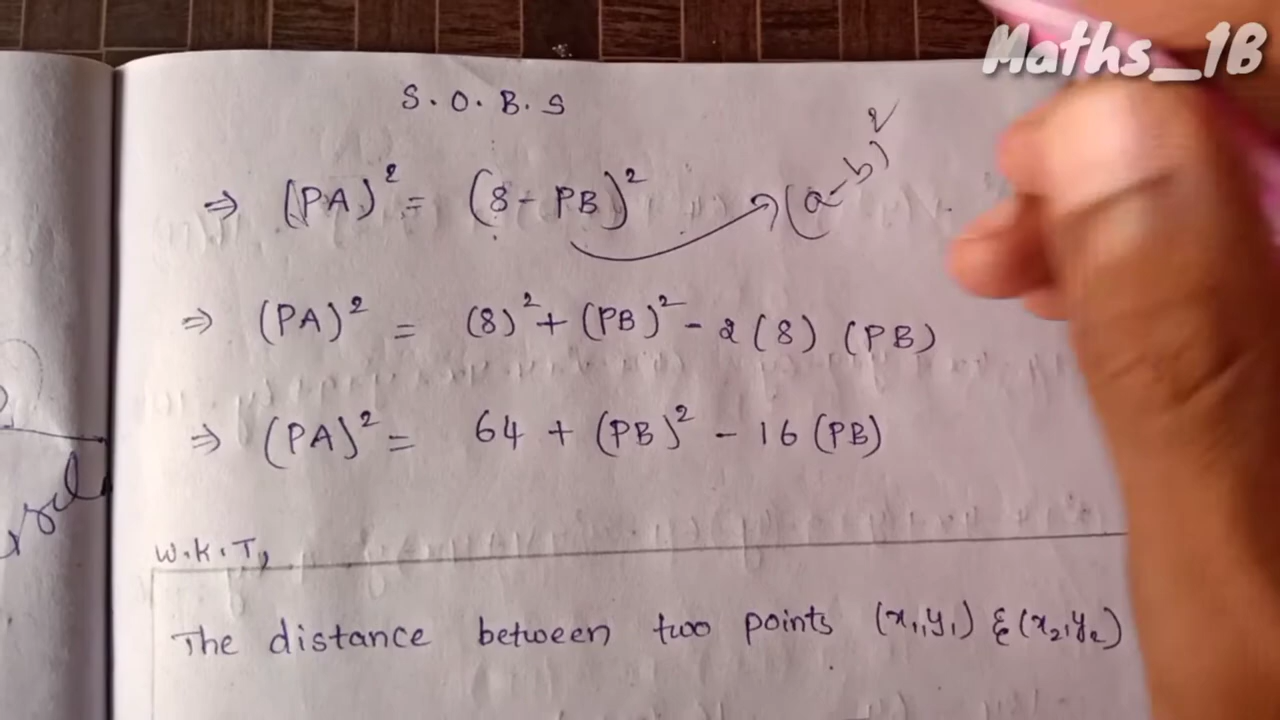 Maths_1B
S.O.B.S
⇒ (PA)² = (8 - PB)² (a-b)²
⇒ (PA)² = (8)² + (PB)² - 2(8) (PB)
⇒ (PA)² = 64 + (PB)² - 16(PB)
W.K.T,
The distance between two points (x₁,y₁) & (x₂,y₂)